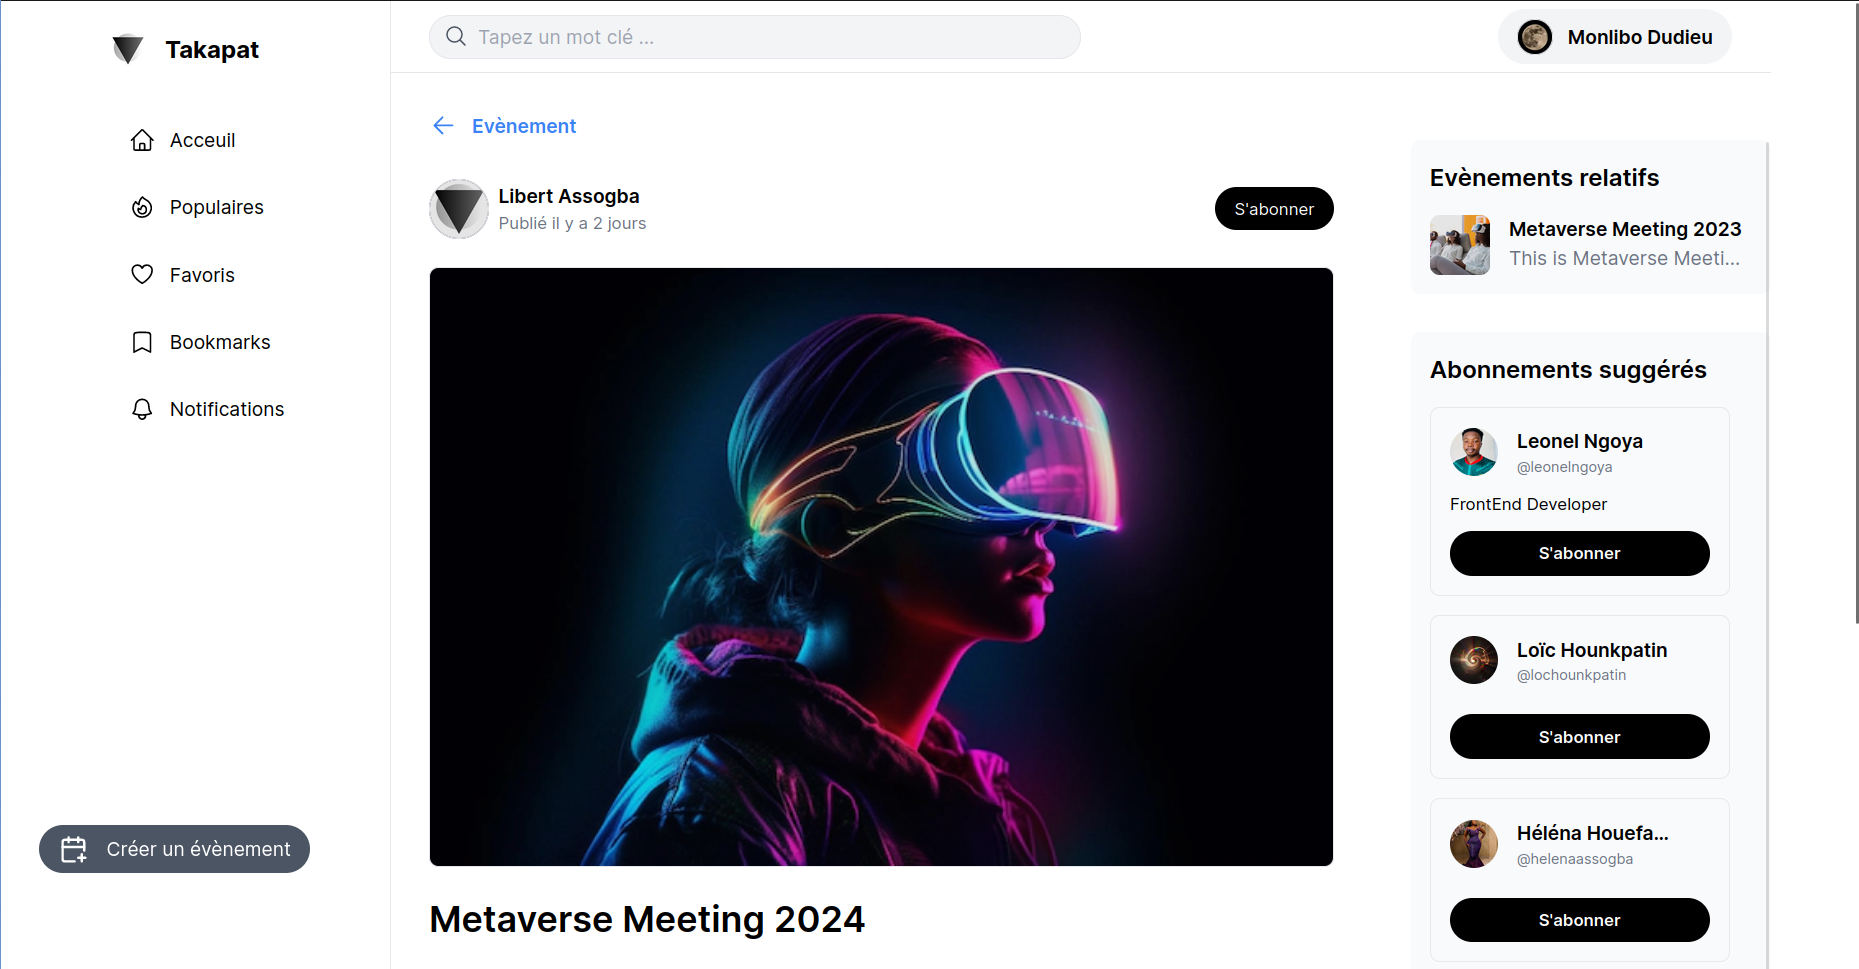 Takapat
Acceuil
Populaires
Favoris
Bookmarks
Notifications
Créer un évènement
Tapez un mot clé ...
Monlibo Dudieu
Evènement
Libert Assogba
Publié il y a 2 jours
S'abonner
Metaverse Meeting 2024
Evènements relatifs
Metaverse Meeting 2023
This is Metaverse Meeti...
Abonnements suggérés
Leonel Ngoya
@leonelngoya
FrontEnd Developer
S'abonner
Loïc Hounkpatin
@lochounkpatin
S'abonner
Héléna Houefa...
@helenaassogba
S'abonner